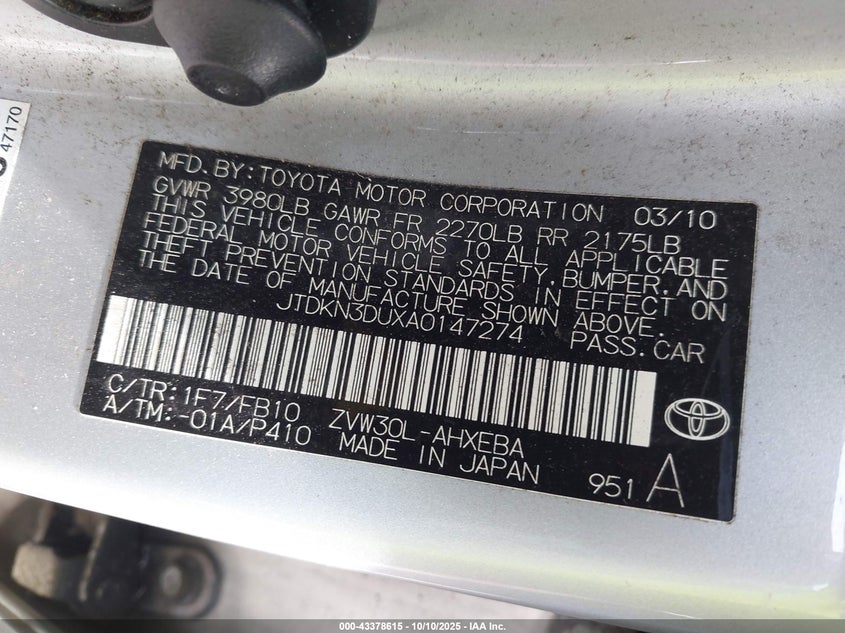 47170
MFD.BY:TOYOTA MOTOR CORPORATION 03/10
GVWR 3980LB GAWR FR 2270LB RR 2175LB
THIS VEHICLE CONFORMS TO ALL APPLICABLE
FEDERAL MOTOR VEHICLE SAFETY,BUMPER,AND
THEFT PREVENTION STANDARDS IN EFFECT ON
THE DATE OF MANUFACTURE SHOWN ABOVE.
JTDKN3DUXA0147274 PASS.CAR
C/TR:1F7/FB10 ZVW30L-AHXEBA
A/TM:-01A/P410 MADE IN JAPAN
951 A
000-43378615 - 10/10/2025 - IAA Inc.